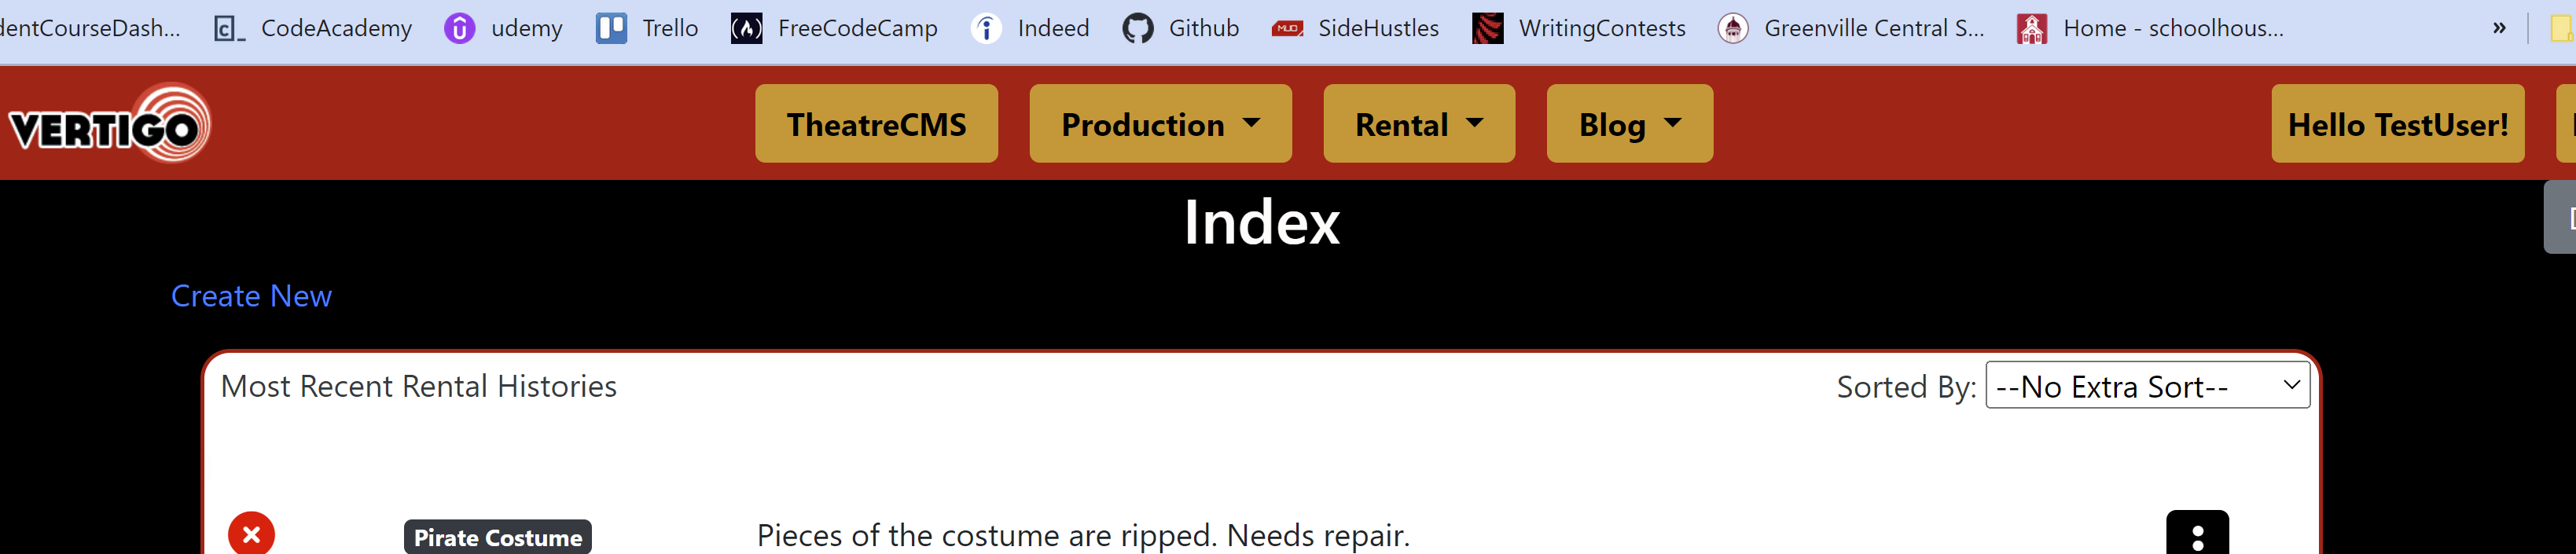 dentCourseDash... CodeAcademy udemy Trello FreeCodeCamp Indeed Github SideHustles WritingContests Greenville Central S... Home - schoolhous... »
VERTIGO TheatreCMS Production Rental Blog Hello TestUser!
Index
Create New
Most Recent Rental Histories Sorted By: --No Extra Sort--
Pirate Costume Pieces of the costume are ripped. Needs repair.